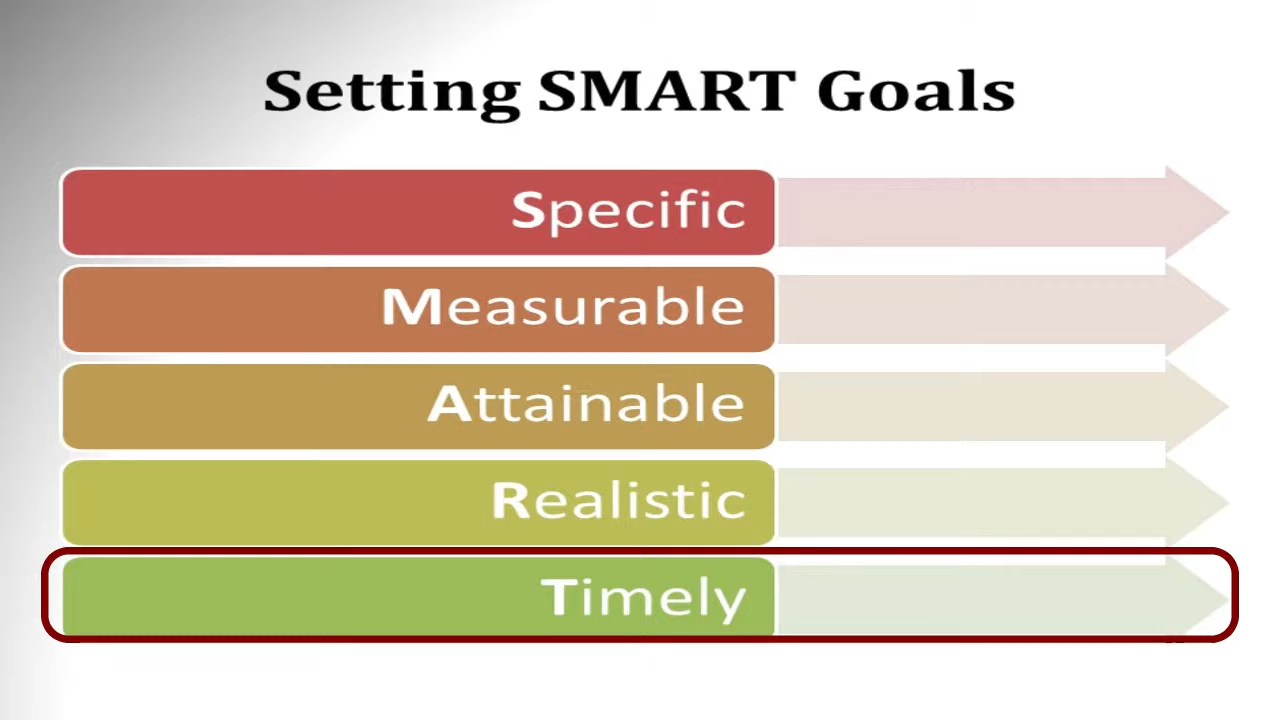 Setting SMART Goals
Specific
Measurable
Attainable
Realistic
Timely